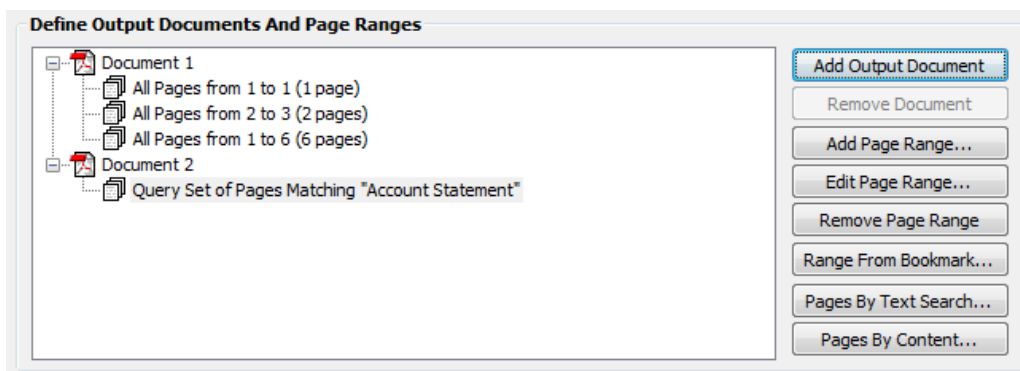 Define Output Documents And Page Ranges
Document 1
All Pages from 1 to 1 (1 page)
All Pages from 2 to 3 (2 pages)
All Pages from 1 to 6 (6 pages)
Document 2
Query Set of Pages Matching "Account Statement"
Add Output Document
Remove Document
Add Page Range...
Edit Page Range...
Remove Page Range
Range From Bookmark...
Pages By Text Search...
Pages By Content...